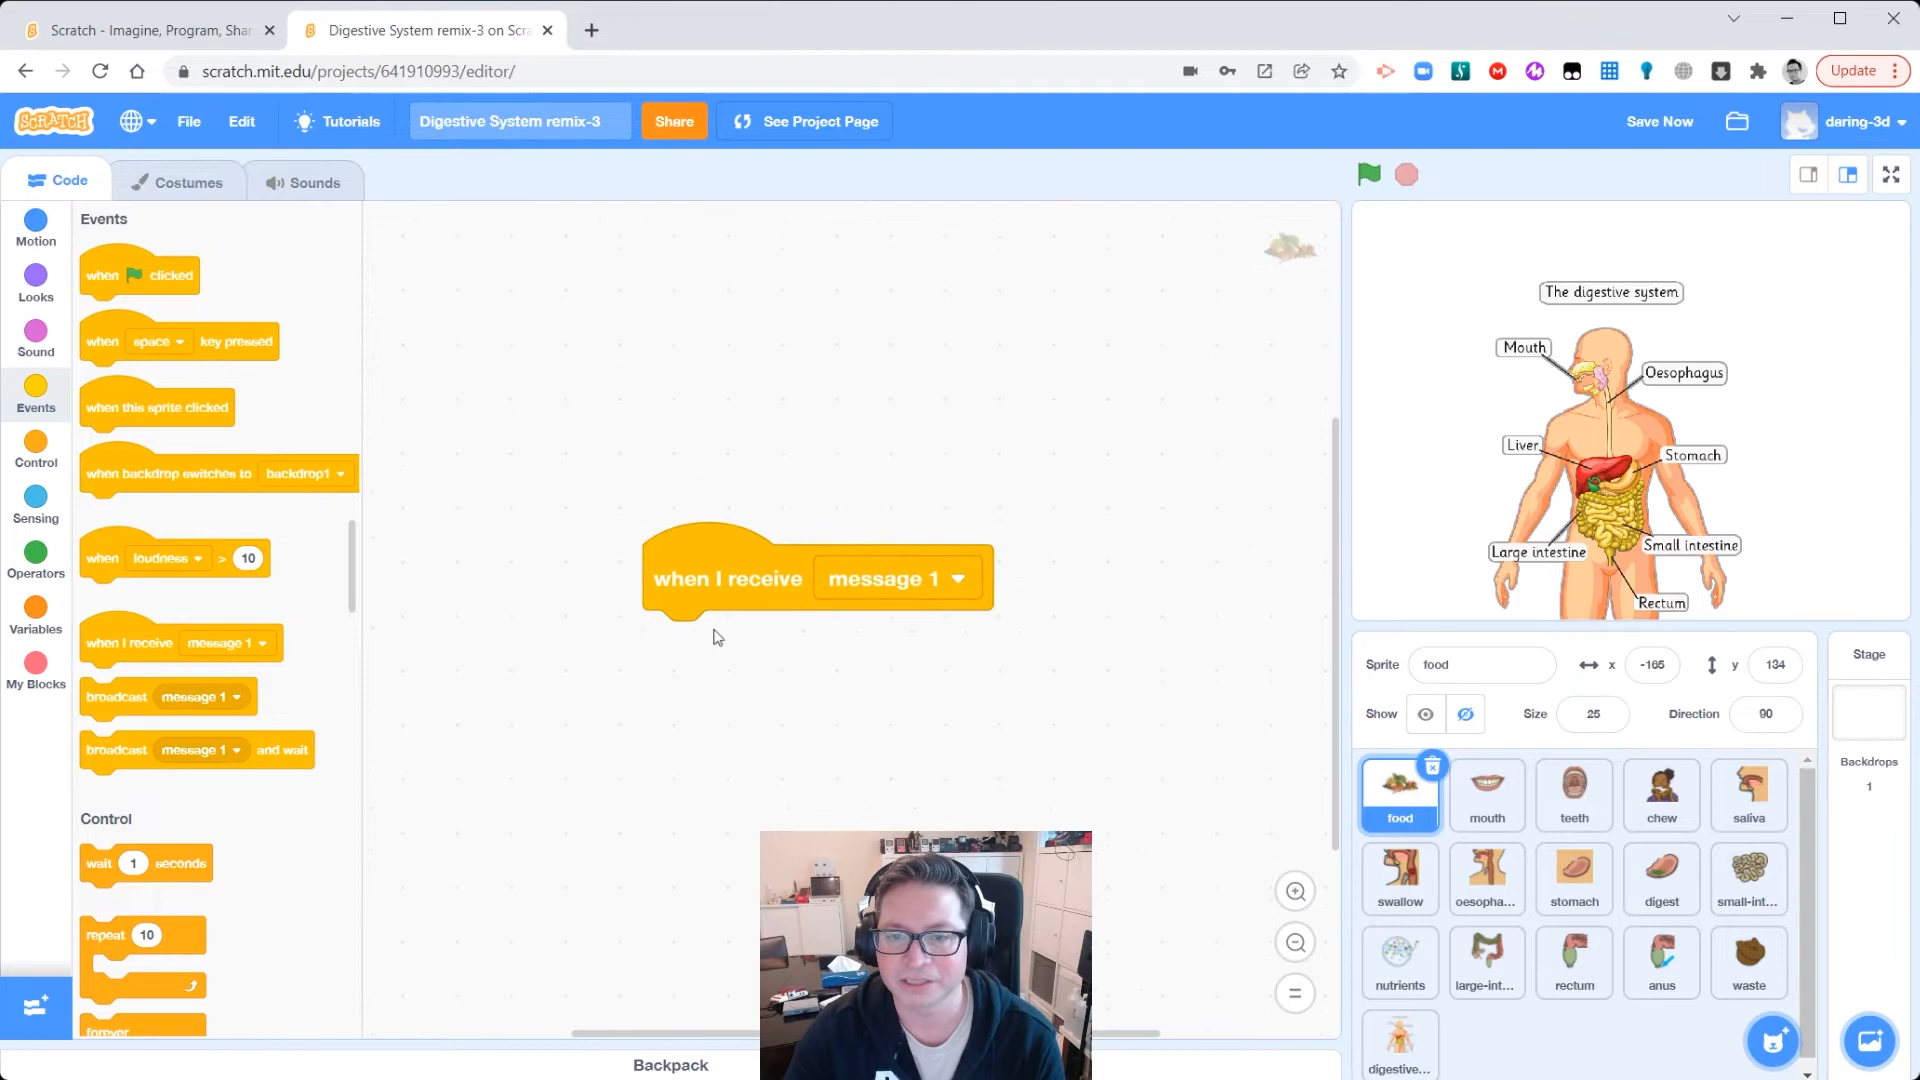 Scratch - Imagine, Program, Shar
Digestive System remix-3 on Scra
scratch.mit.edu/projects/641910993/editor/
Update
SCRATCH
File
Edit
Tutorials
Digestive System remix-3
Share
See Project Page
Save Now
daring-3d
Code
Costumes
Sounds
Motion
Looks
Sound
Events
Control
Sensing
Operators
Variables
My Blocks
Events
when clicked
when space key pressed
when this sprite clicked
when backdrop switches to backdrop1
when loudness > 10
when I receive message 1
broadcast message 1
broadcast message 1 and wait
Control
wait 1 seconds
repeat 10
forever
when I receive message 1
Backpack
The digestive system
Mouth
Oesophagus
Liver
Stomach
Large intestine
Small intestine
Rectum
Sprite food x -165 y 134
Show Size 25 Direction 90
food mouth teeth chew saliva
swallow oesopha... stomach digest small-int...
nutrients large-int... rectum anus waste
digestive...
Stage
Backdrops
1